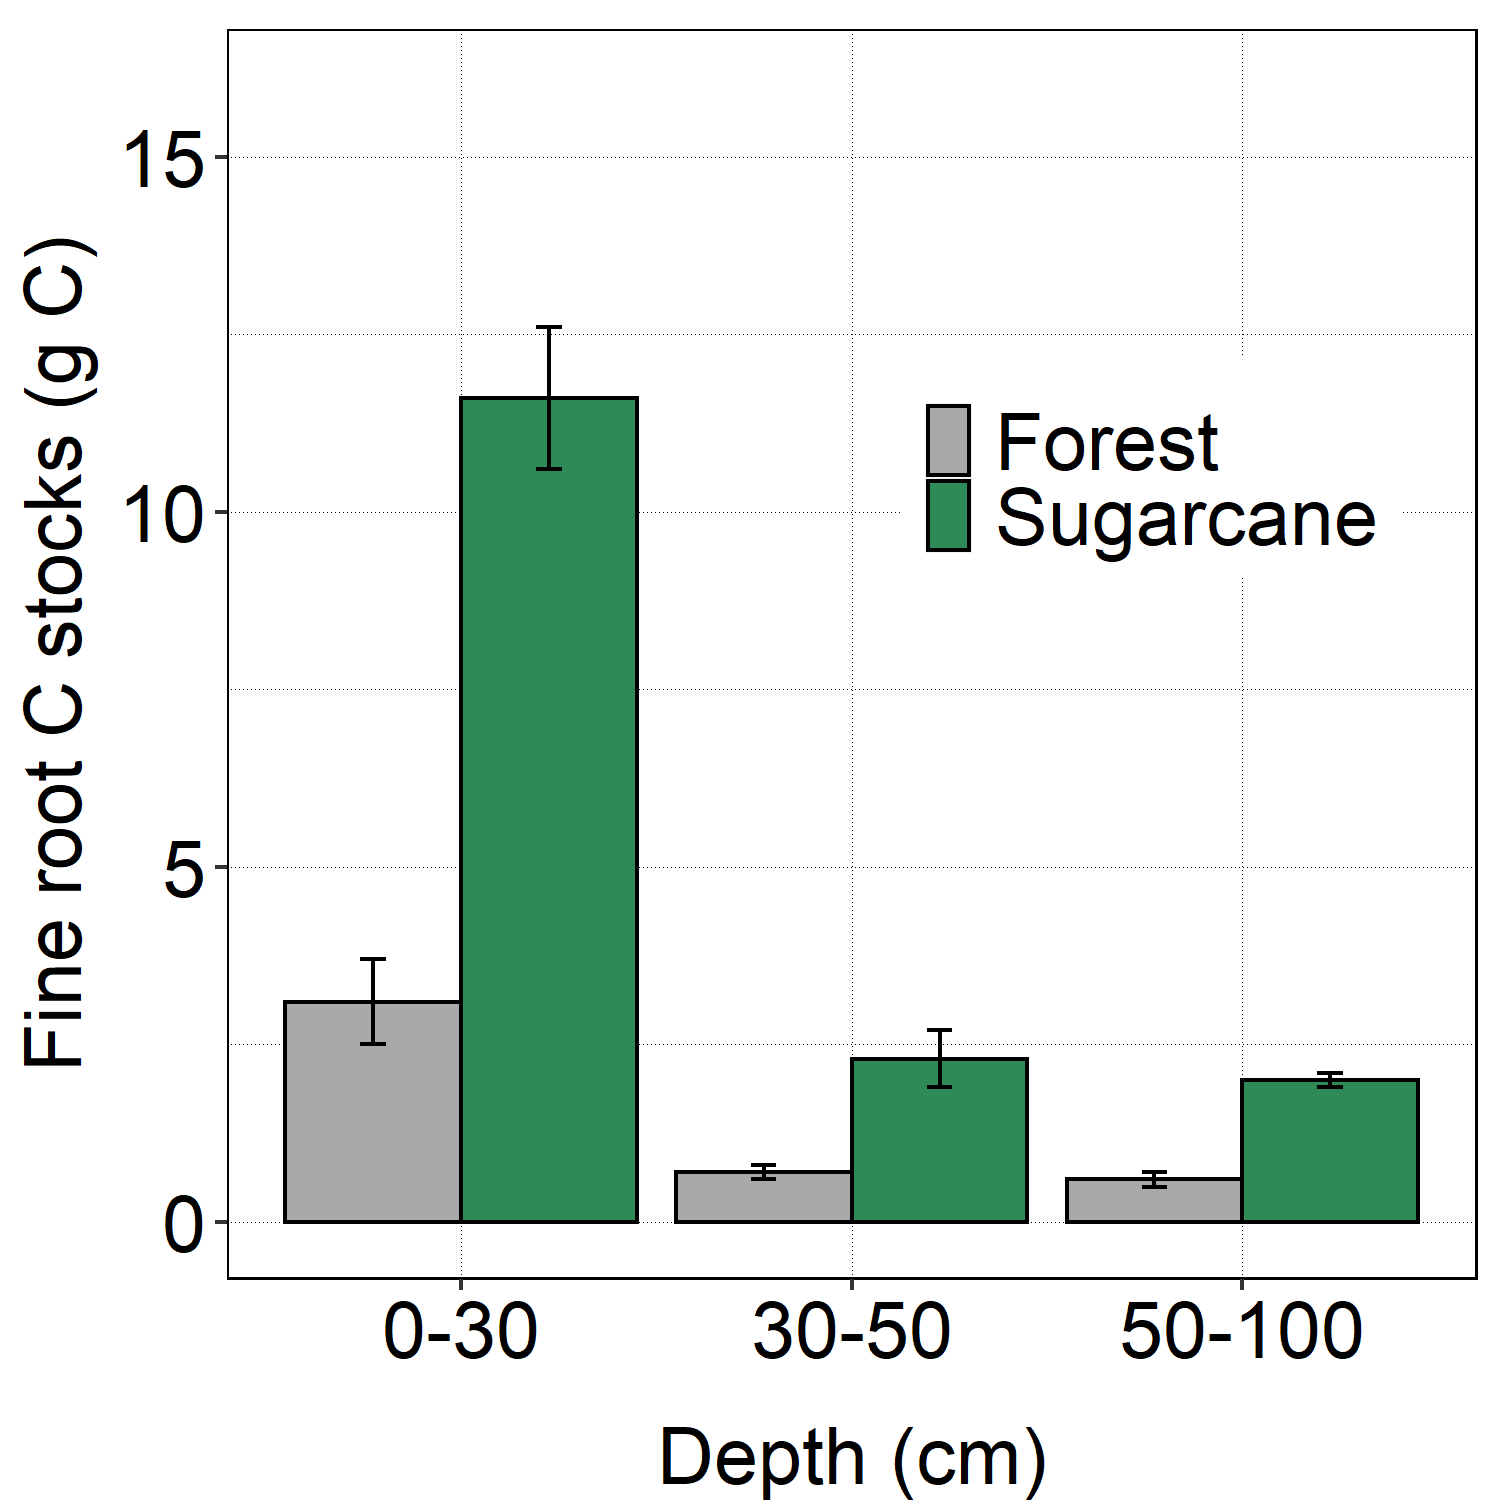 Fine root C stocks (g C)
15
10
5
0
Forest
Sugarcane
0-30
30-50
50-100
Depth (cm)